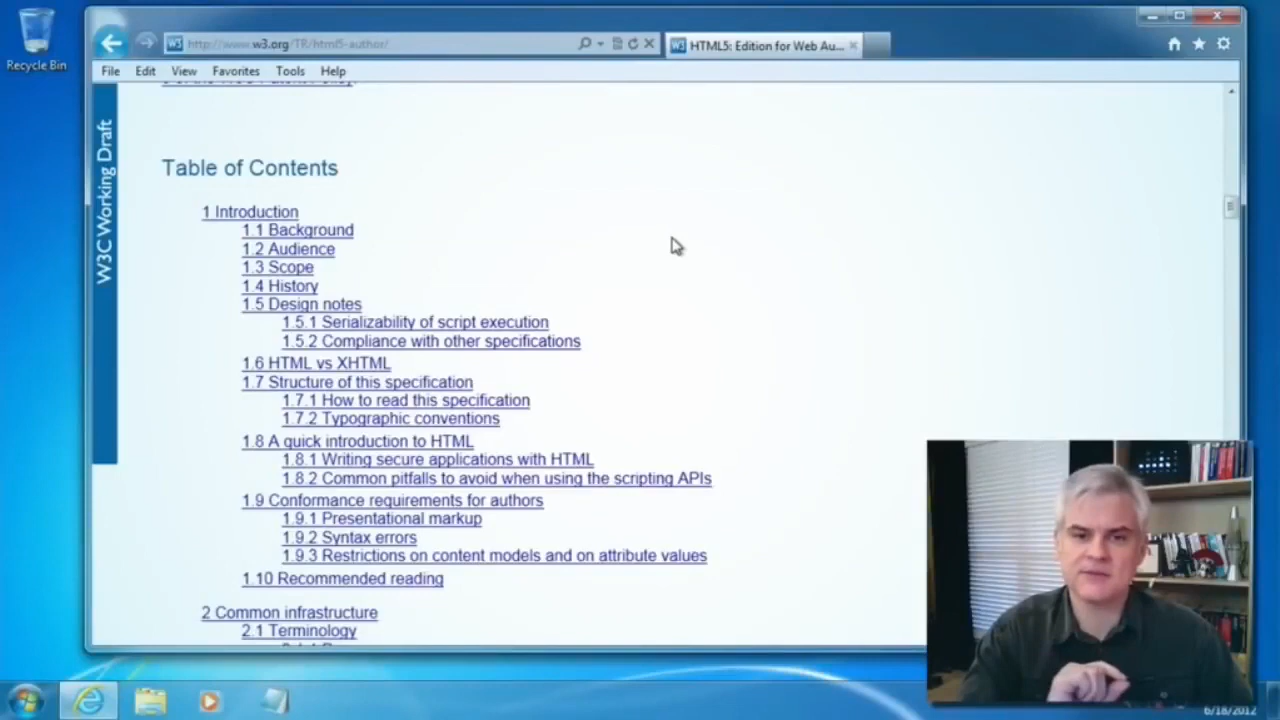 Recycle Bin
http://www.w3.org/TR/html5-author/
HTML5: Edition for Web Au...
File Edit View Favorites Tools Help
W3C Working Draft
Table of Contents
1 Introduction
1.1 Background
1.2 Audience
1.3 Scope
1.4 History
1.5 Design notes
1.5.1 Serializability of script execution
1.5.2 Compliance with other specifications
1.6 HTML vs XHTML
1.7 Structure of this specification
1.7.1 How to read this specification
1.7.2 Typographic conventions
1.8 A quick introduction to HTML
1.8.1 Writing secure applications with HTML
1.8.2 Common pitfalls to avoid when using the scripting APIs
1.9 Conformance requirements for authors
1.9.1 Presentational markup
1.9.2 Syntax errors
1.9.3 Restrictions on content models and on attribute values
1.10 Recommended reading
2 Common infrastructure
2.1 Terminology
6/18/2012